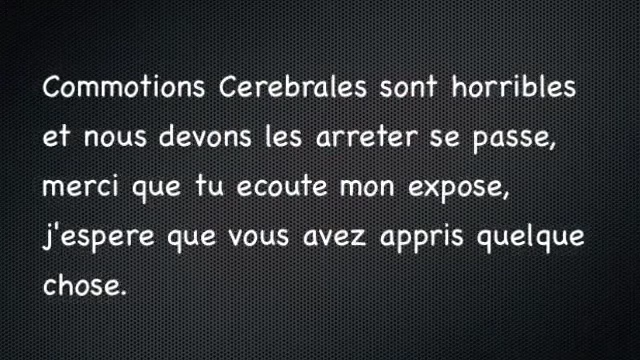 Commotions Cerebrales sont horribles
et nous devons les arreter se passe,
merci que tu ecoute mon expose,
j'espere que vous avez appris quelque
chose.